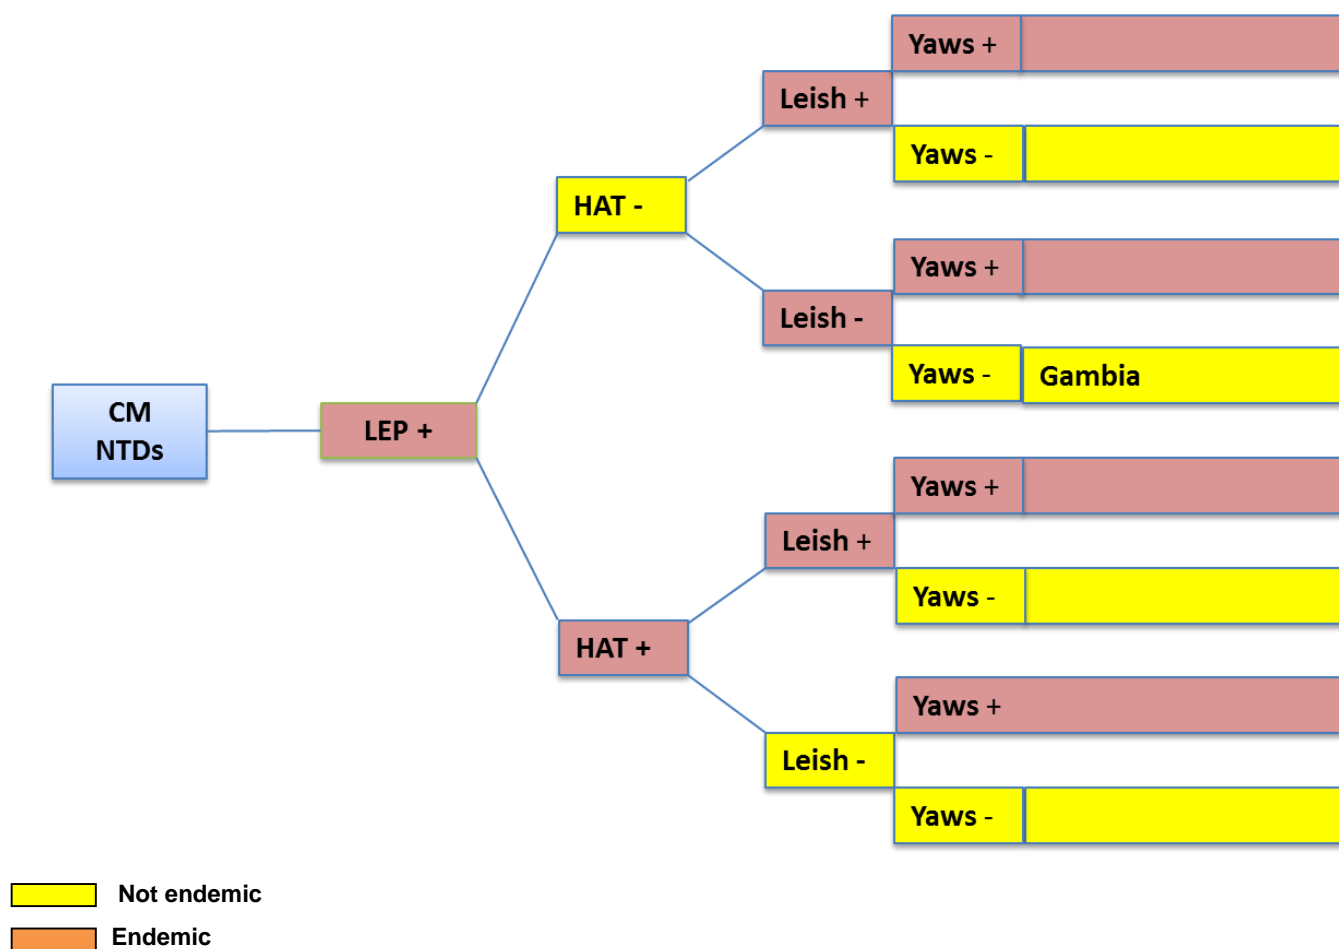 Yaws +
Leish +
Yaws -
HAT -
Yaws +
Leish -
Yaws - Gambia
CM
NTDs
LEP +
Yaws +
Leish +
Yaws -
HAT +
Yaws +
Leish -
Yaws -
Not endemic
Endemic